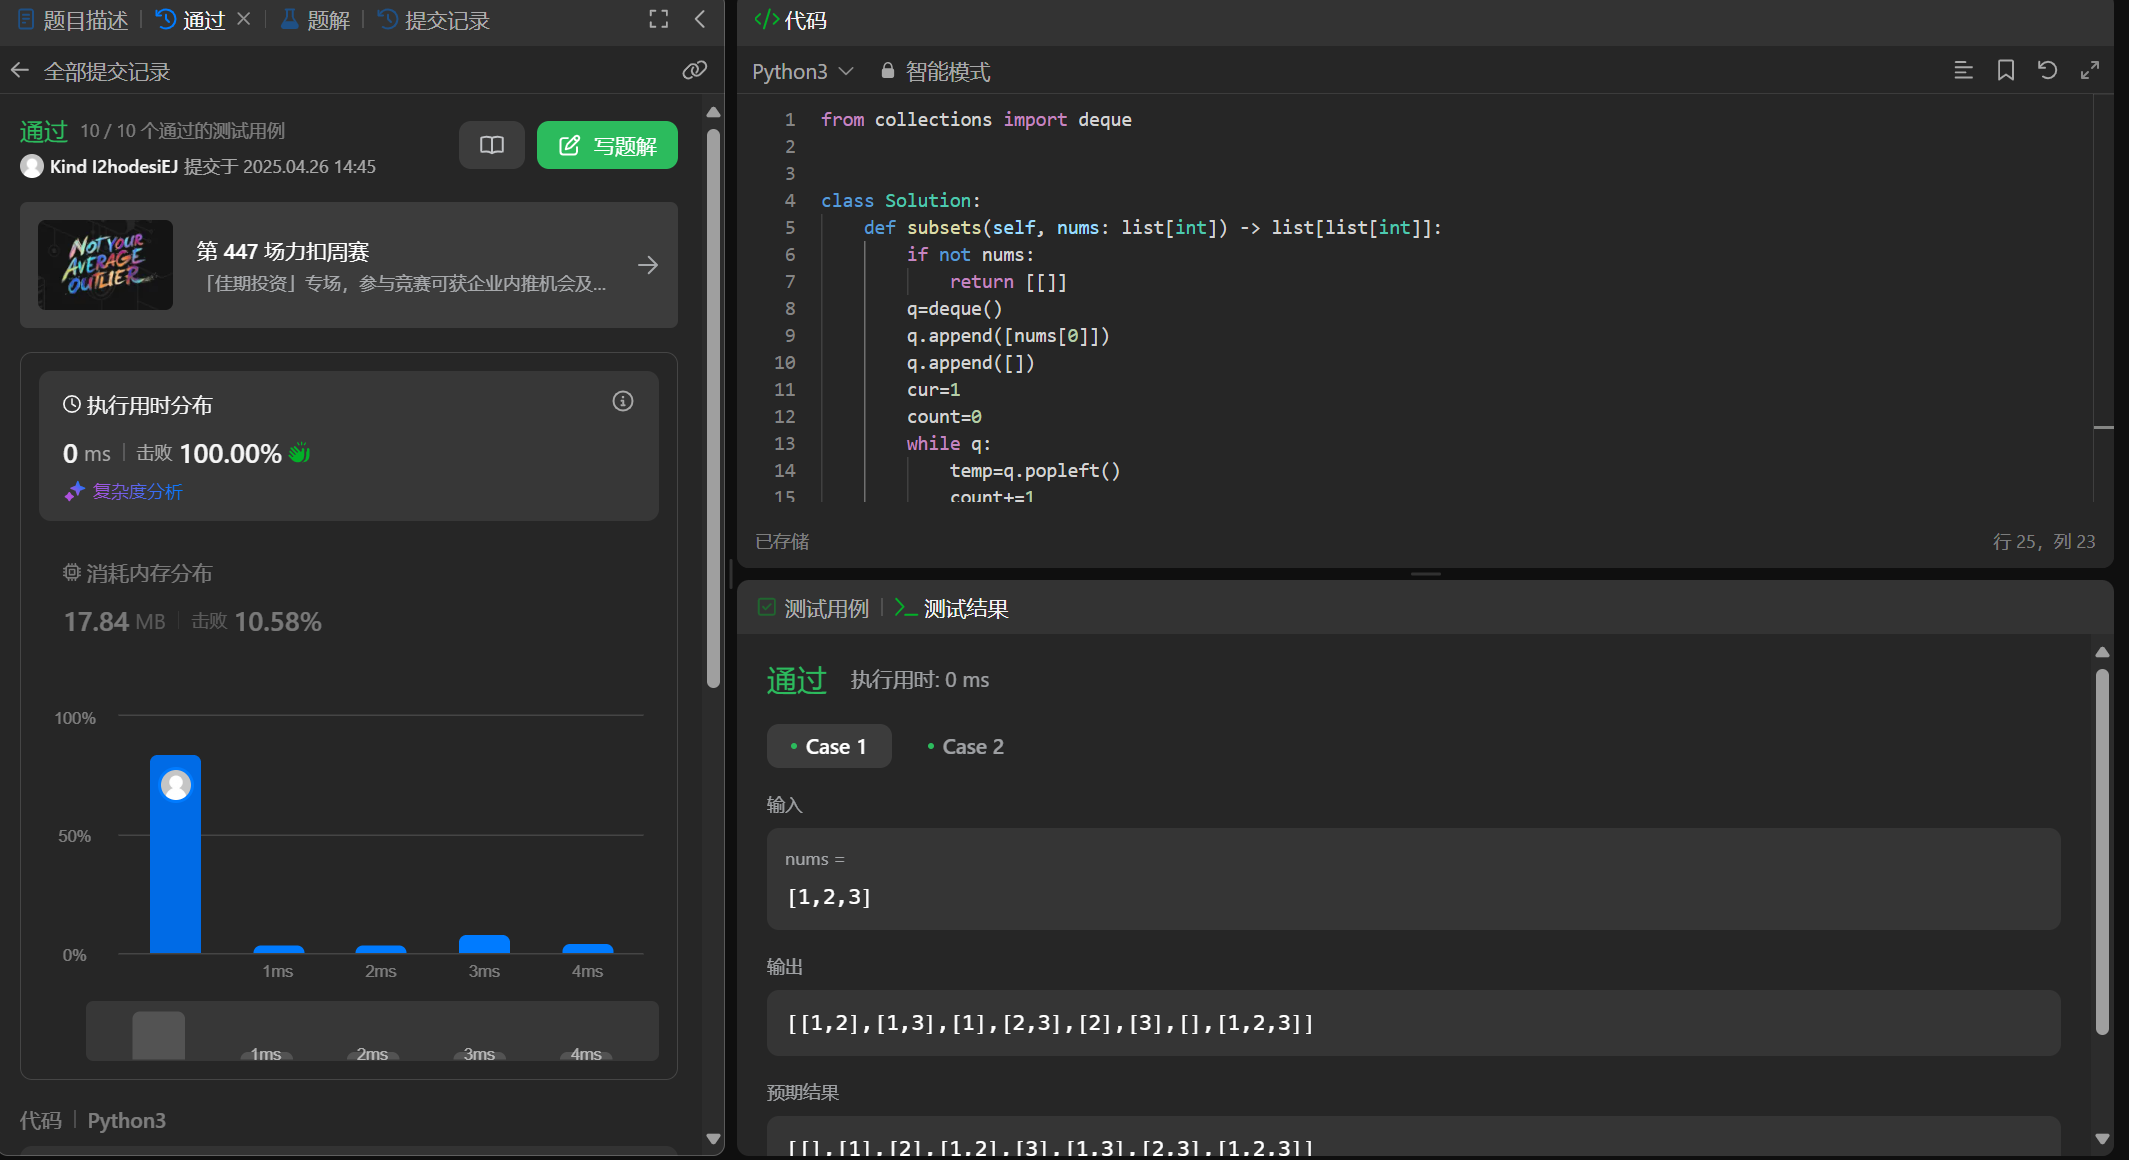 题目描述
通过
题解
提交记录
全部提交记录
通过 10 / 10 个通过的测试用例
Kind I2hodesiEJ 提交于 2025.04.26 14:45
写题解
NOT YOUR
AVERAGE
OUTLIER
第 447 场力扣周赛
「佳期投资」专场，参与竞赛可获企业内推机会及...
执行用时分布
0 ms 击败 100.00%
复杂度分析
消耗内存分布
17.84 MB 击败 10.58%
100%
50%
0%
1ms 2ms 3ms 4ms
1ms 2ms 3ms 4ms
代码 Python3
</> 代码
Python3 智能模式
1 from collections import deque
2
3
4 class Solution:
5 def subsets(self, nums: list[int]) -> list[list[int]]:
6 if not nums:
7 return [[]]
8 q=deque()
9 q.append([nums[0]])
10 q.append([])
11 cur=1
12 count=0
13 while q:
14 temp=q.popleft()
15 count+=1
已存储 行 25，列 23
测试用例 测试结果
通过 执行用时: 0 ms
Case 1 Case 2
输入
nums =
[1,2,3]
输出
[[1,2],[1,3],[1],[2,3],[2],[3],[],[1,2,3]]
预期结果
[[],[1],[2],[1,2],[3],[1,3],[2,3],[1,2,3]]